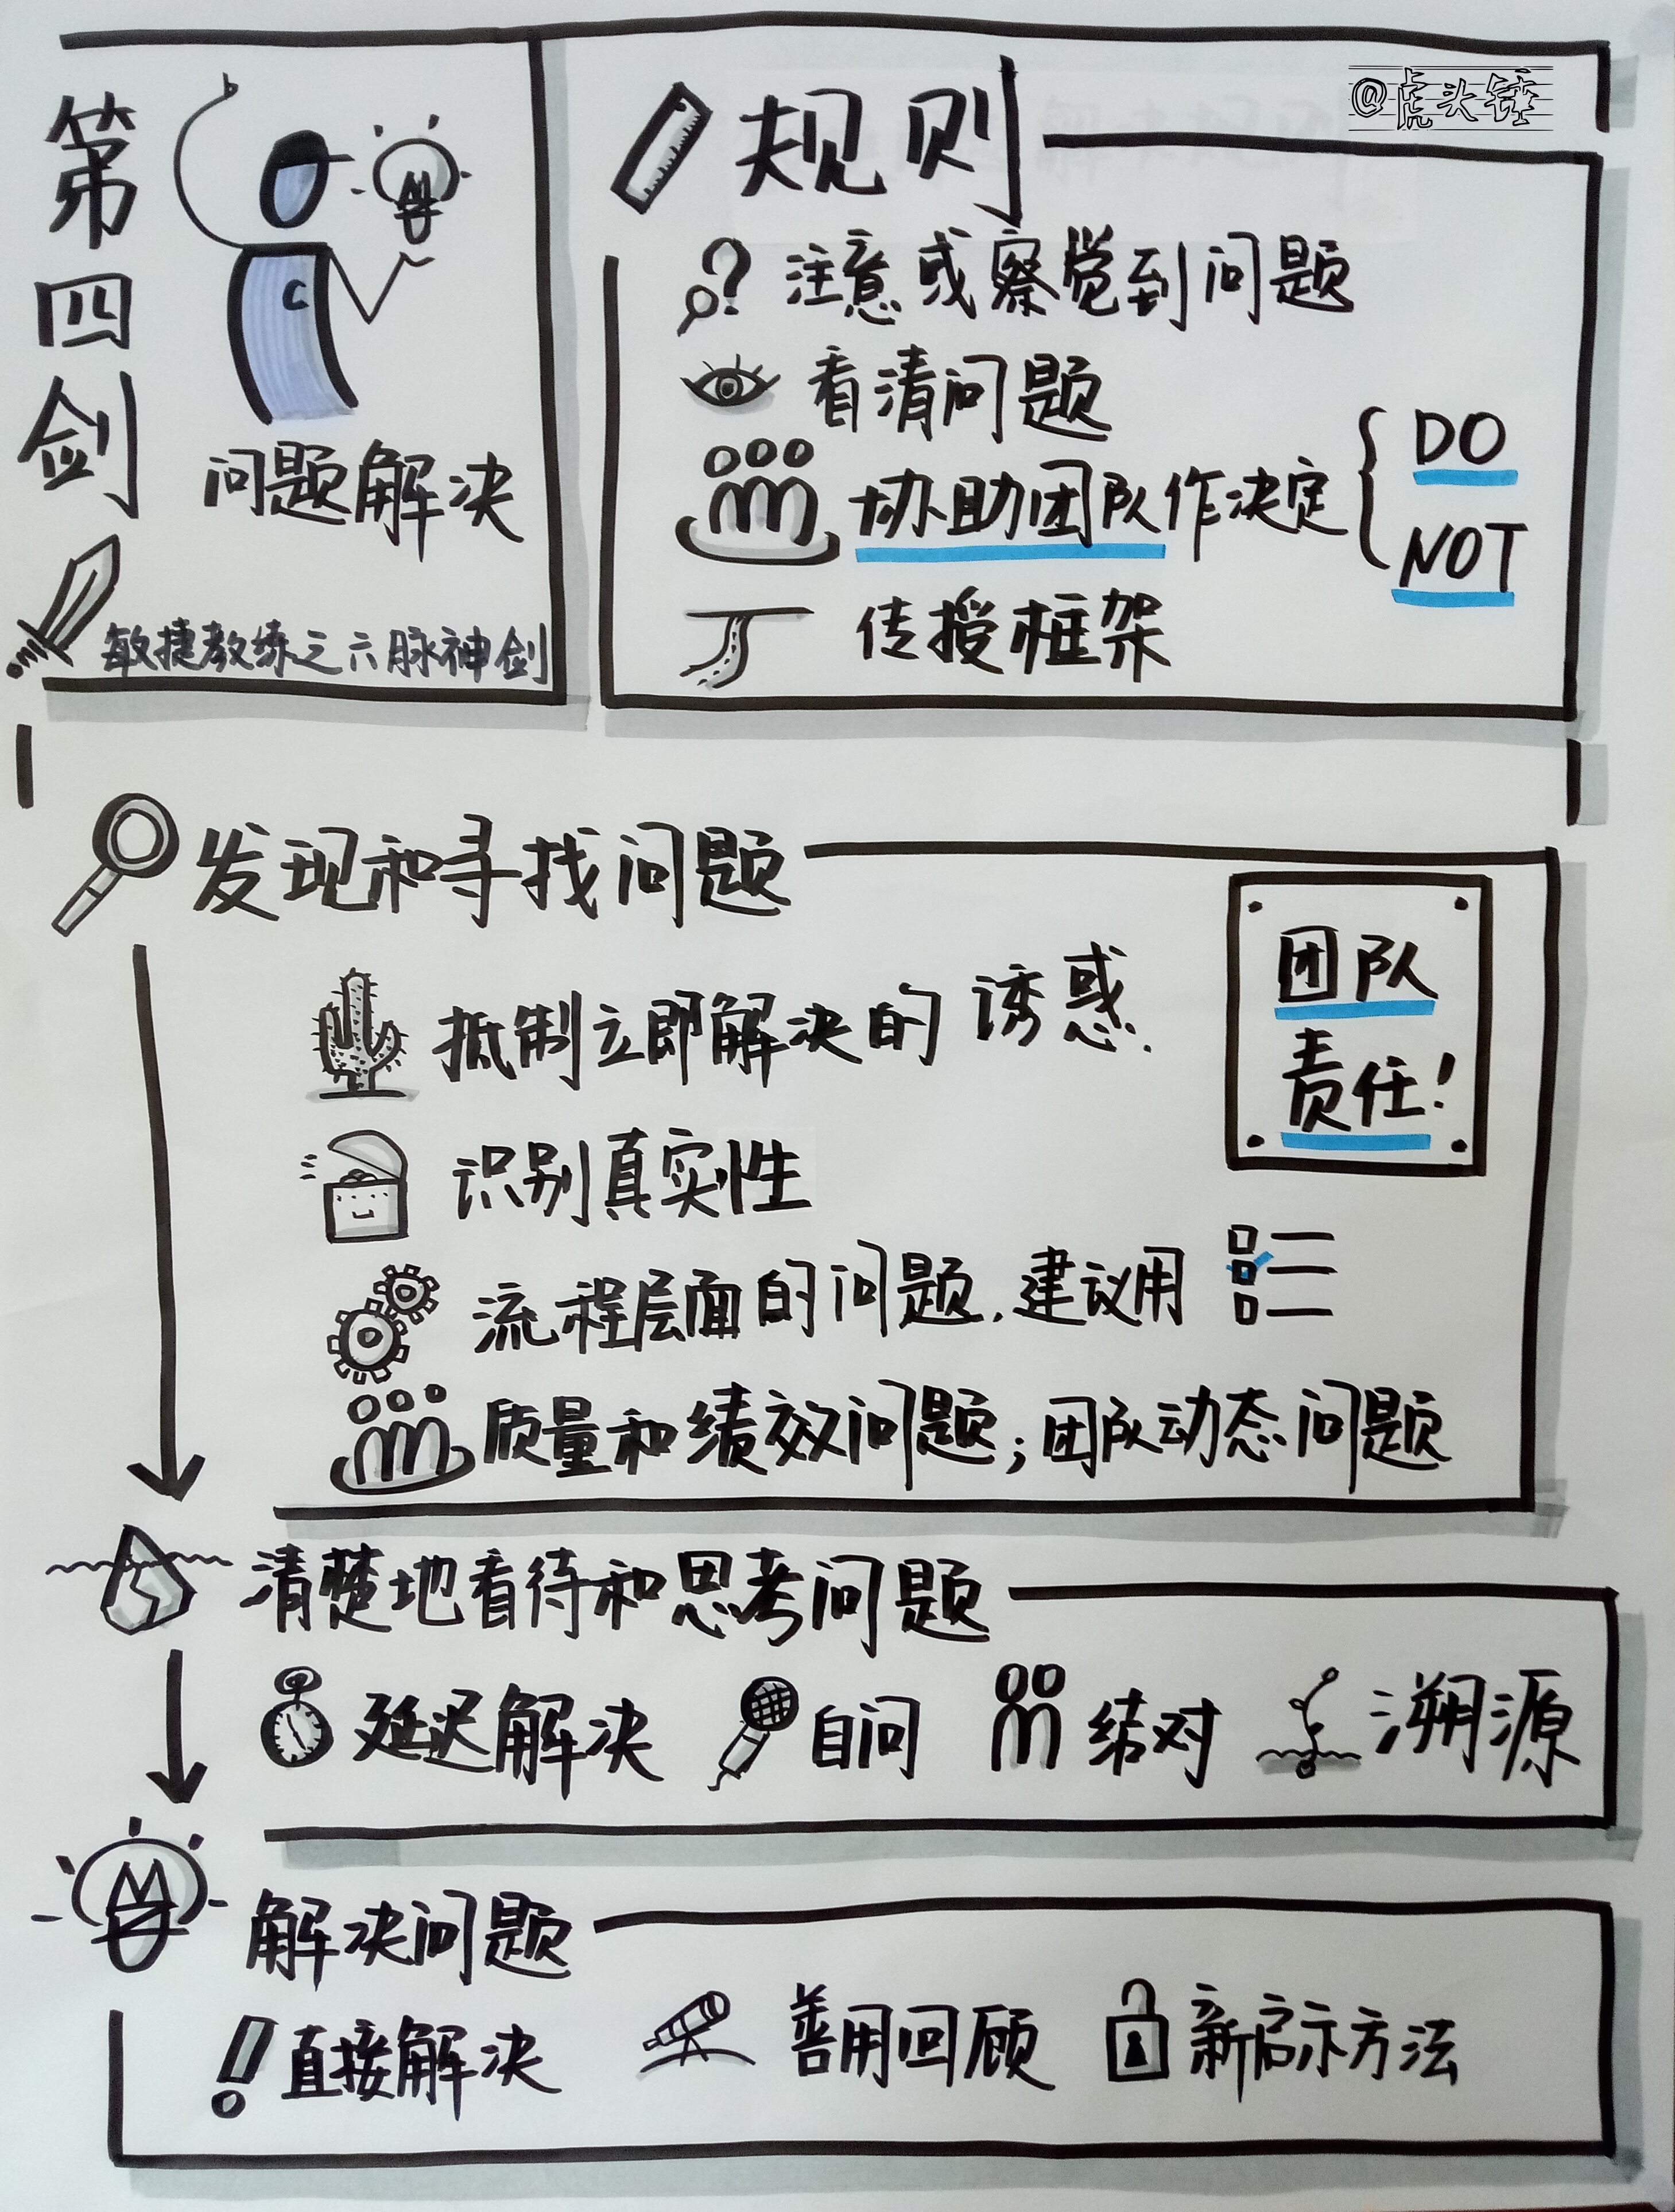 第四剑
问题解决
敏捷教练之六脉神剑
@虎头锤
规则
注意或察觉到问题
看清问题
协助团队作决定
DO
NOT
传授框架
发现和寻找问题
抵制立即解决的诱惑.
识别真实性
流程层面的问题.建议用
质量和绩效问题;团队动态问题
团队
责任!
清楚地看待和思考问题
延迟解决 自问 结对 溯源
解决问题
直接解决 善用回顾 新启示方法
C